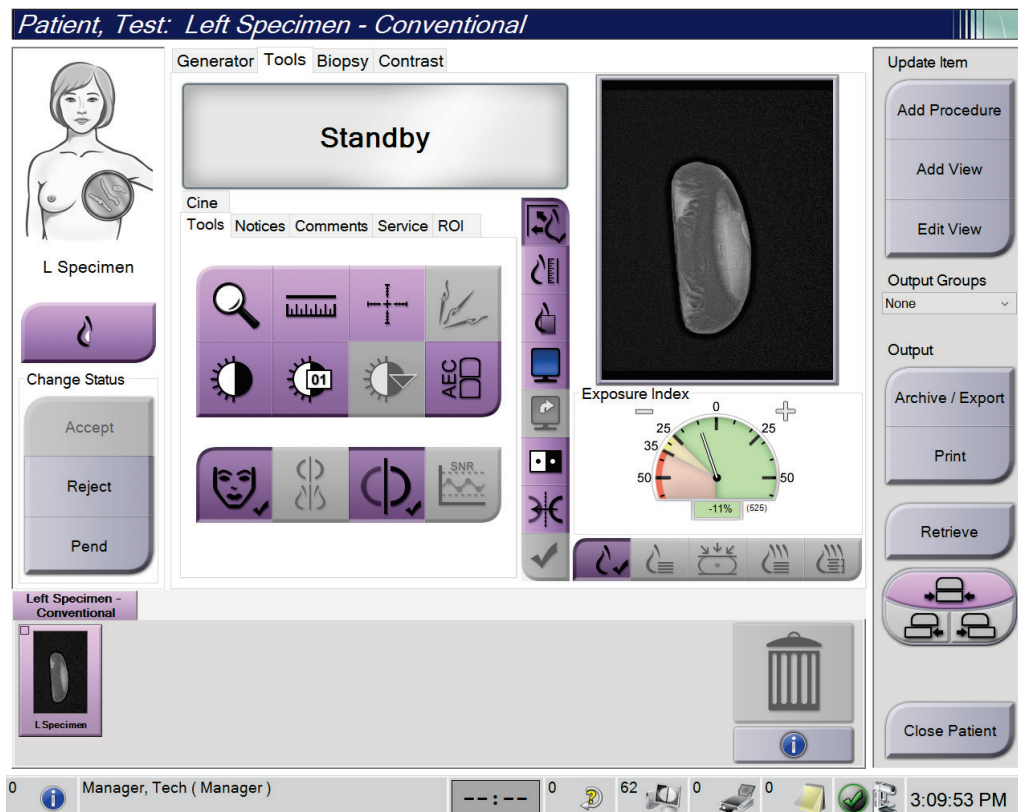 Patient, Test:  Left Specimen - Conventional
Generator Tools Biopsy Contrast
Standby
Cine
Tools Notices Comments Service ROI
01
AEC
SNR
L Specimen
Change Status
Accept
Reject
Pend
Exposure Index
0
25 25
35
50 50
-11% (525)
Update Item
Add Procedure
Add View
Edit View
Output Groups
None
Output
Archive / Export
Print
Retrieve
Close Patient
Left Specimen -
Conventional
L Specimen
0 Manager, Tech ( Manager ) --:-- 0 62 0 0 3:09:53 PM